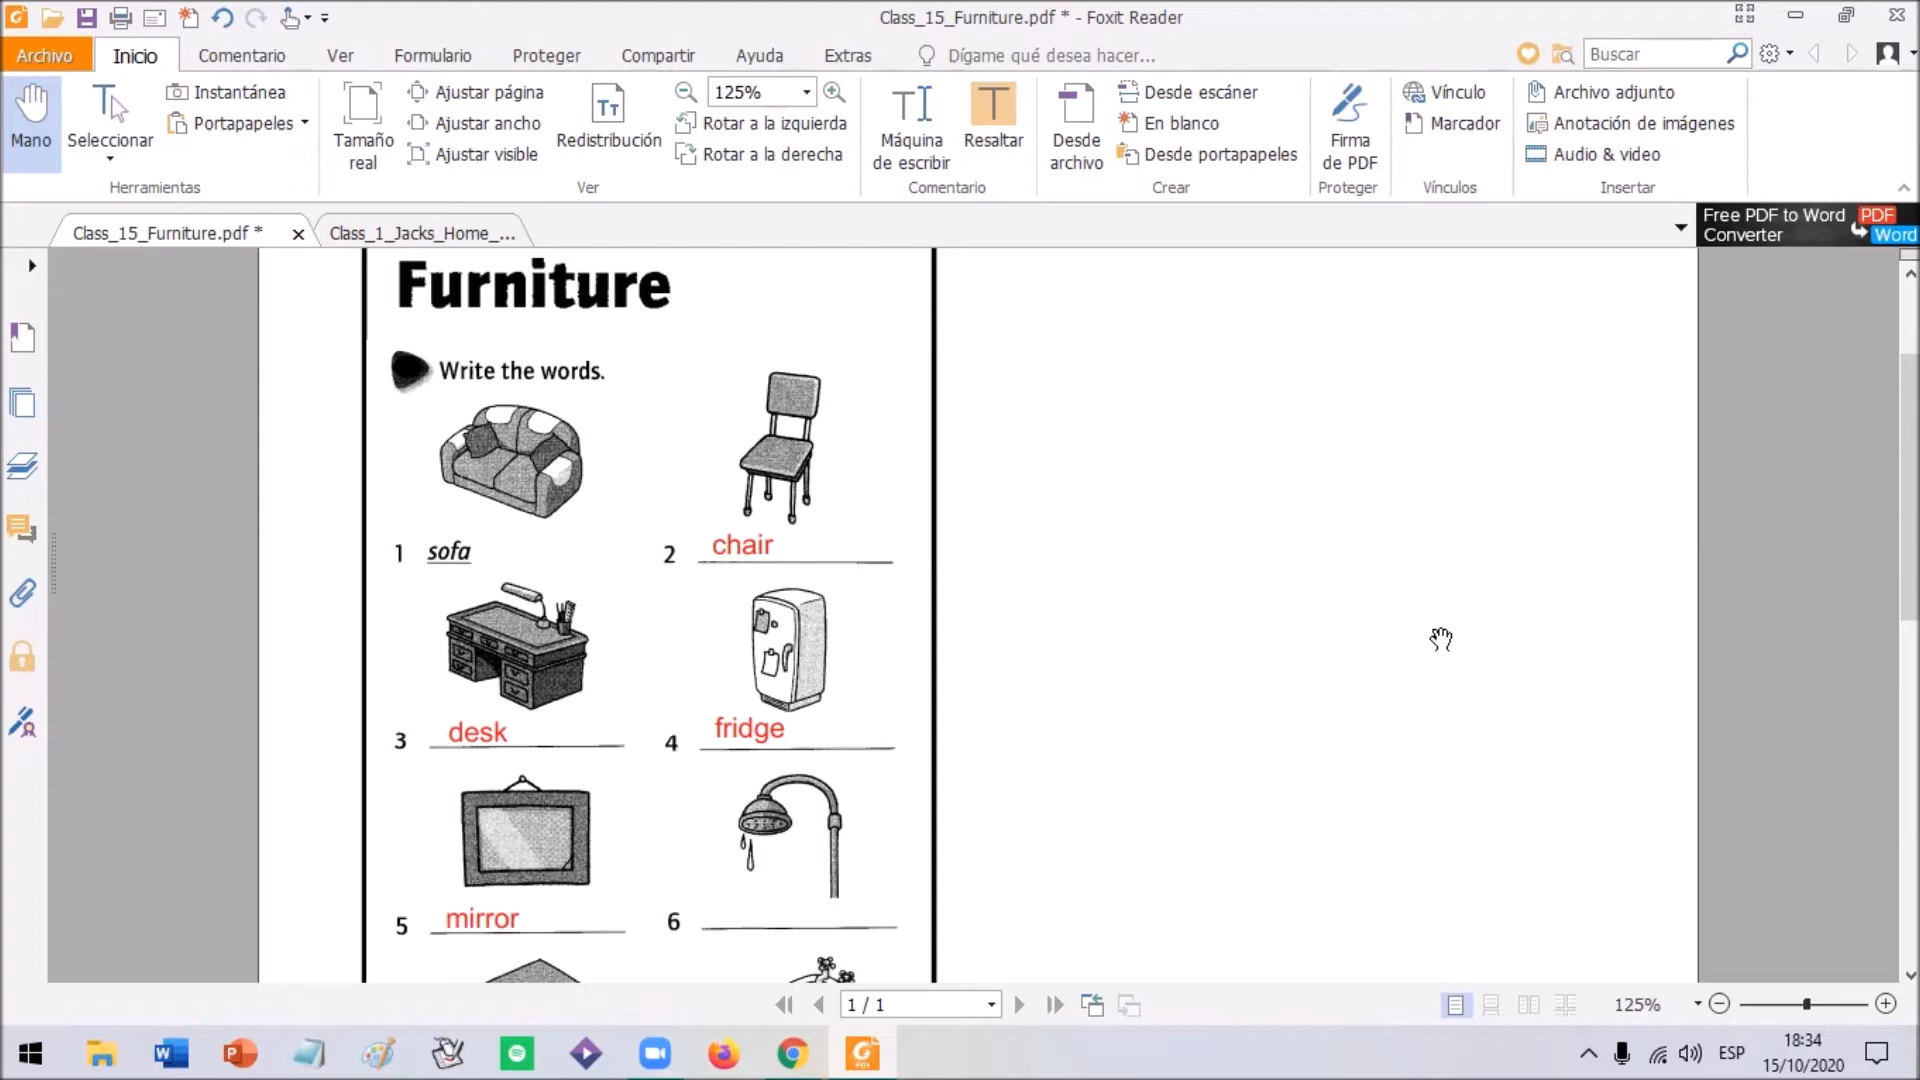 Class_15_Furniture.pdf * - Foxit Reader
Archivo Inicio Comentario Ver Formulario Proteger Compartir Ayuda Extras Dígame qué desea hacer... Buscar
Mano
Seleccionar
Instantánea
Portapapeles
Herramientas
Tamaño real
Ajustar página
Ajustar ancho
Ajustar visible
Redistribución
125%
Rotar a la izquierda
Rotar a la derecha
Ver
Máquina de escribir
Resaltar
Comentario
Desde archivo
Desde escáner
En blanco
Desde portapapeles
Crear
Firma de PDF
Proteger
Vínculo
Marcador
Vínculos
Archivo adjunto
Anotación de imágenes
Audio & video
Insertar
Class_15_Furniture.pdf *
Class_1_Jacks_Home_...
Free PDF to Word
Converter
PDF
Word
Furniture
Write the words.
1 sofa
2 chair
3 desk
4 fridge
5 mirror
6
1 / 1
125%
ESP
18:34
15/10/2020